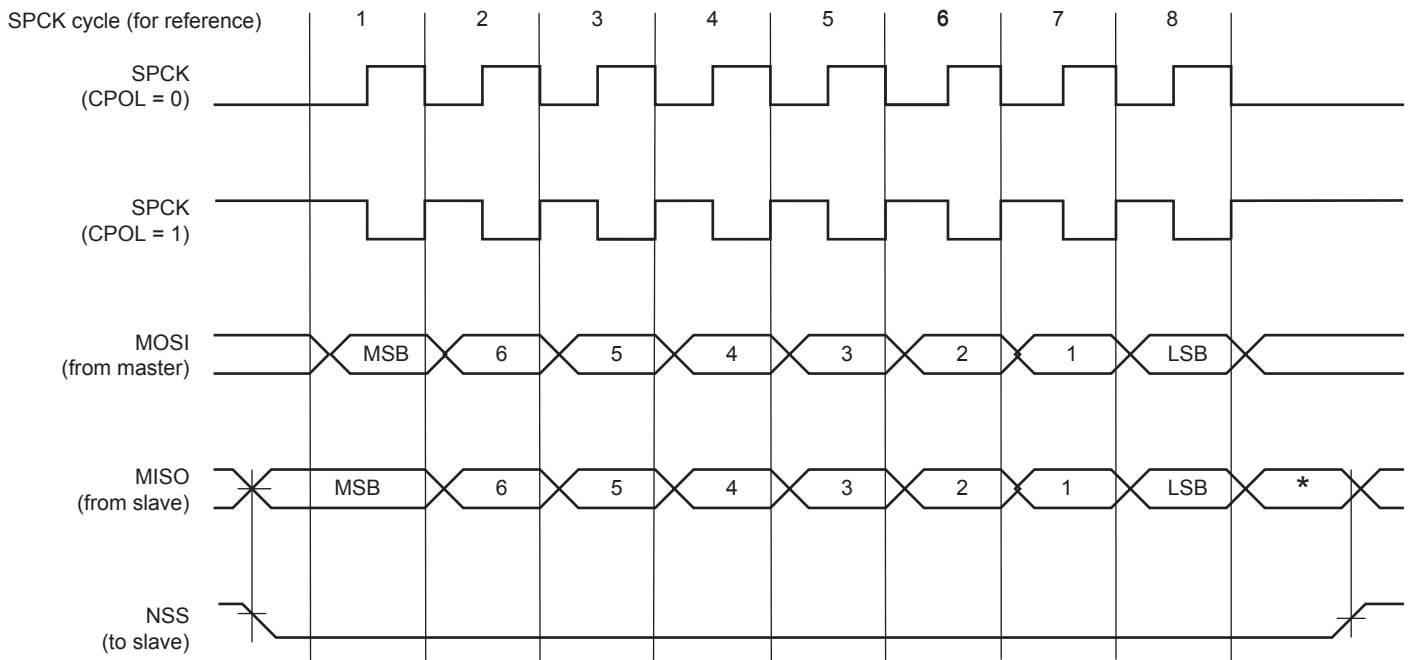 SPCK cycle (for reference) 1 2 3 4 5 6 7 8
SPCK
(CPOL = 0)
SPCK
(CPOL = 1)
MOSI
(from master)
MSB 6 5 4 3 2 1 LSB
MISO
(from slave)
MSB 6 5 4 3 2 1 LSB *
NSS
(to slave)